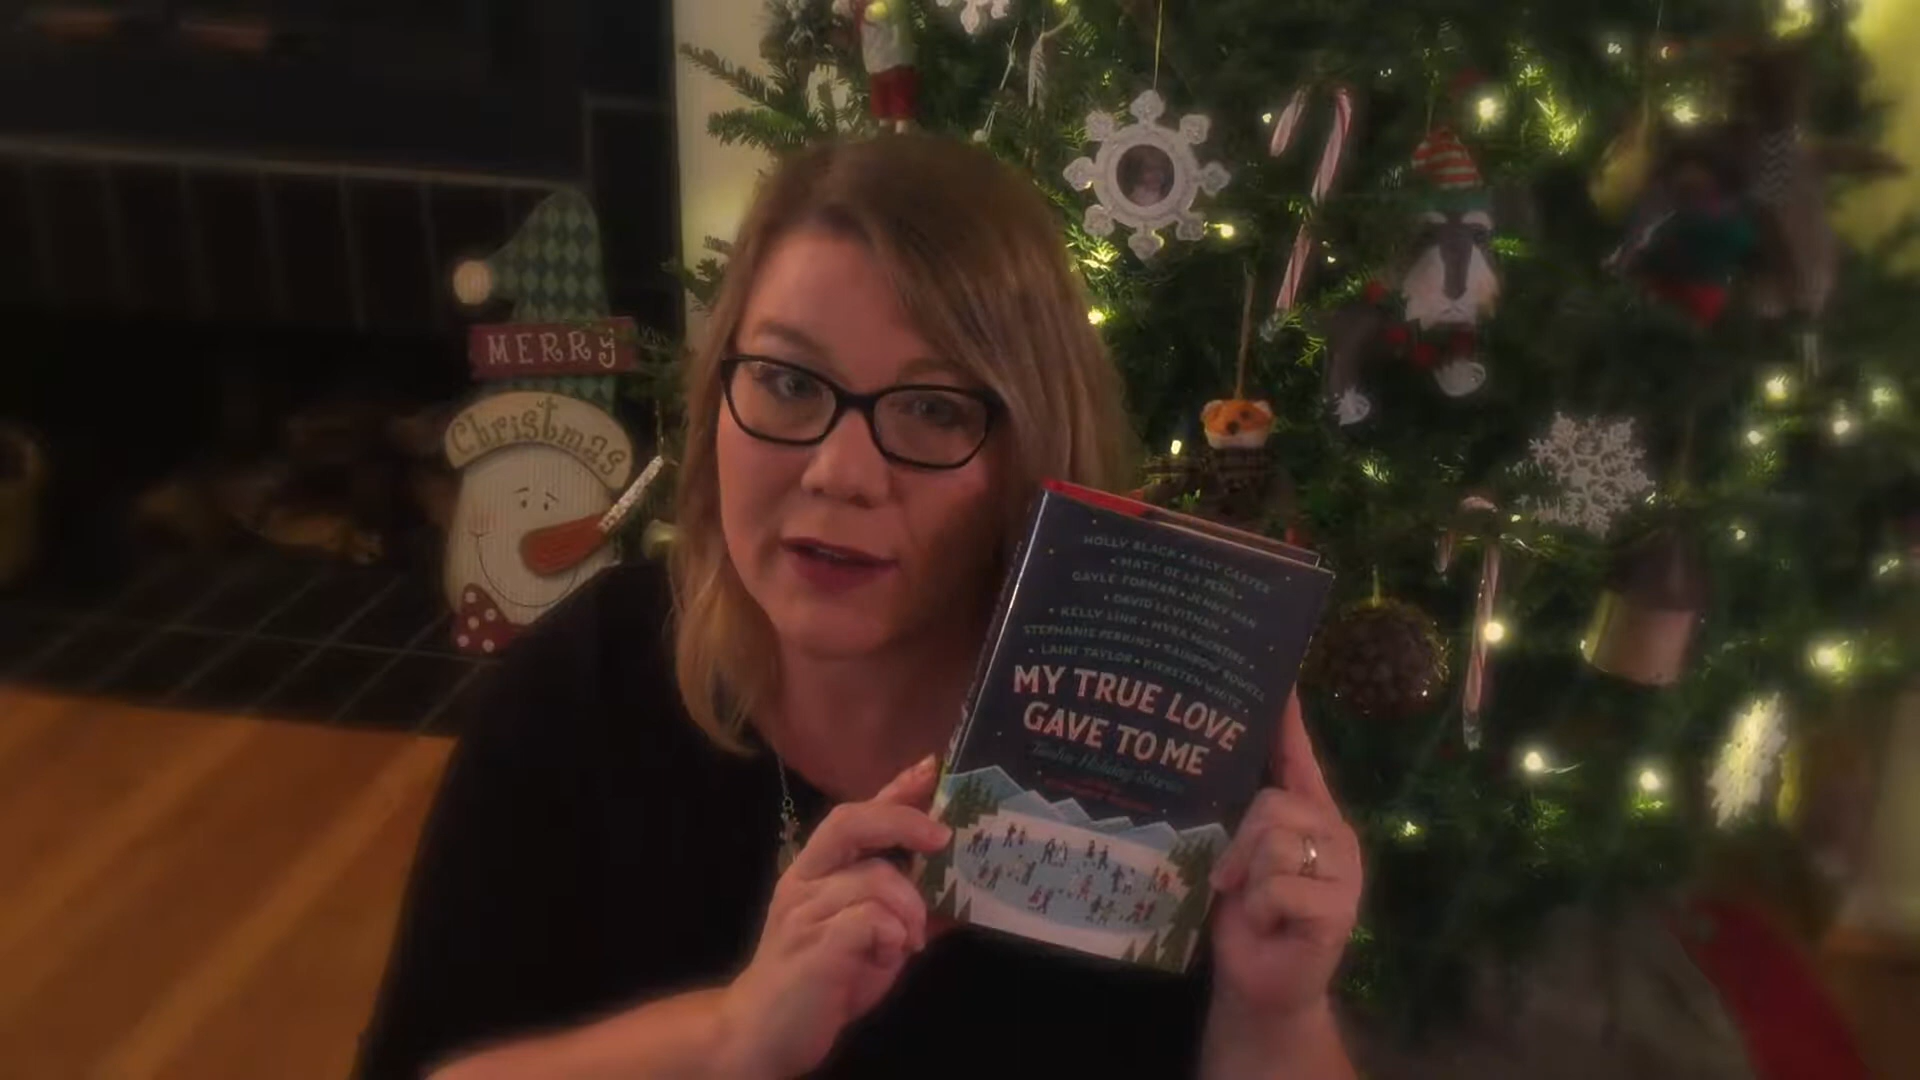 MERRY
Christmas
HOLLY BLACK • ALLY CARTER
• MATT DE LA PEÑA •
GAYLE FORMAN • JENNY HAN
• DAVID LEVITHAN •
KELLY LINK • MYRA McENTIRE
STEPHANIE PERKINS • RAINBOW ROWELL
• LAINI TAYLOR • KIERSTEN WHITE •
MY TRUE LOVE
GAVE TO ME
Twelve Holiday Stories